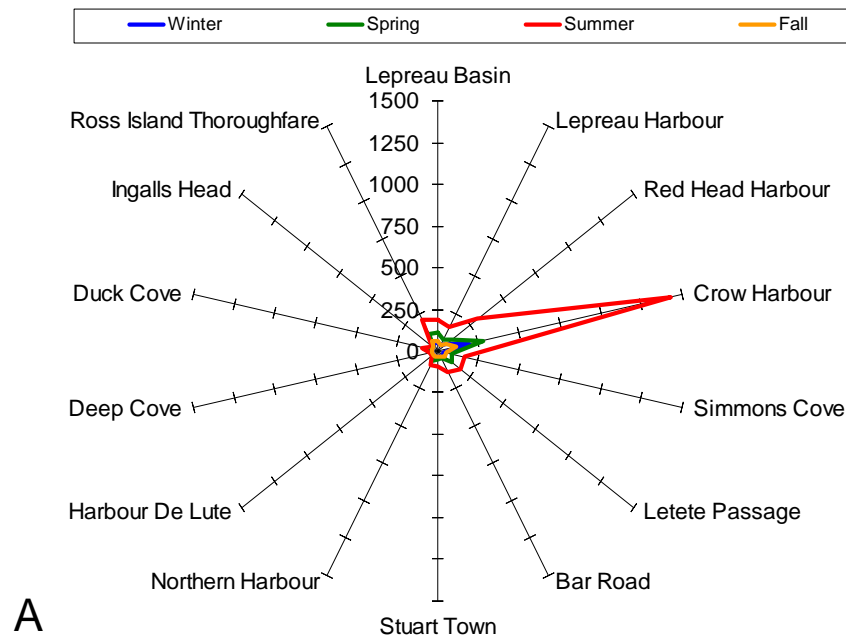 Winter Spring Summer Fall
Lepreau Basin
1500
Ross Island Thoroughfare Lepreau Harbour
1250
Ingalls Head 1000 Red Head Harbour
750
500
Duck Cove Crow Harbour
250
0
Deep Cove Simmons Cove
Harbour De Lute Letete Passage
Northern Harbour Bar Road
A
Stuart Town